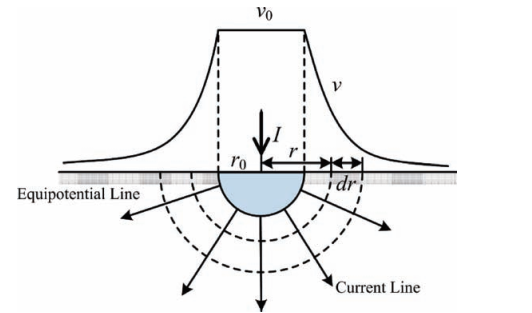 v₀
v
I
r
r₀
dr
Equipotential Line
Current Line